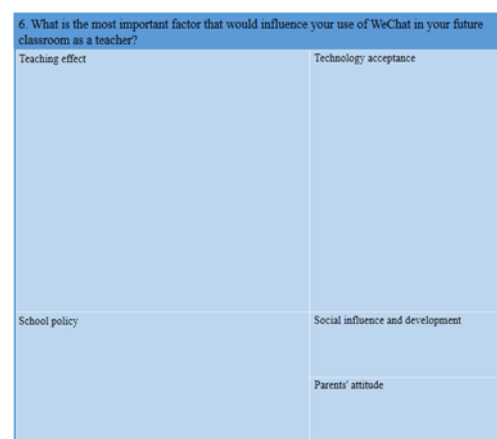 6. What is the most important factor that would influence your use of WeChat in your future
classroom as a teacher?
Teaching effect
Technology acceptance
School policy
Social influence and development
Parents' attitude